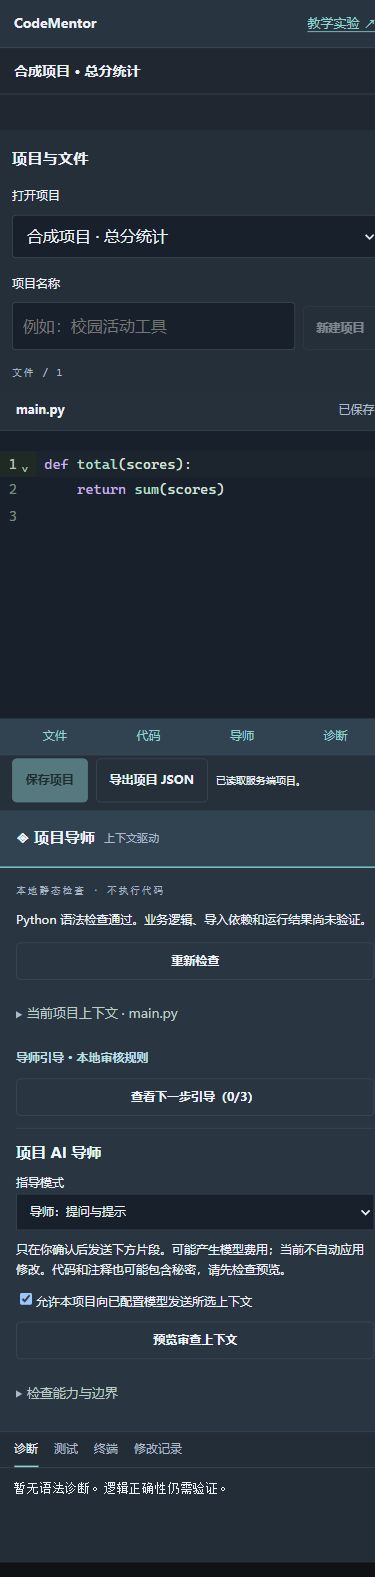 CodeMentor
教学实验 ↗
合成项目 • 总分统计
项目与文件
打开项目
合成项目 · 总分统计
项目名称
例如：校园活动工具
新建项目
文件 / 1
main.py
已保存
1 def total(scores):
2 return sum(scores)
3
文件 代码 导师 诊断
保存项目 导出项目 JSON 已读取服务端项目。
◈ 项目导师 上下文驱动
本地静态检查 · 不执行代码
Python 语法检查通过。业务逻辑、导入依赖和运行结果尚未验证。
重新检查
▸ 当前项目上下文 · main.py
导师引导 • 本地审核规则
查看下一步引导（0/3）
项目 AI 导师
指导模式
导师：提问与提示
只在你确认后发送下方片段。可能产生模型费用；当前不自动应用
修改。代码和注释也可能包含秘密，请先检查预览。
允许本项目向已配置模型发送所选上下文
预览审查上下文
▸ 检查能力与边界
诊断 测试 终端 修改记录
暂无语法诊断。逻辑正确性仍需验证。